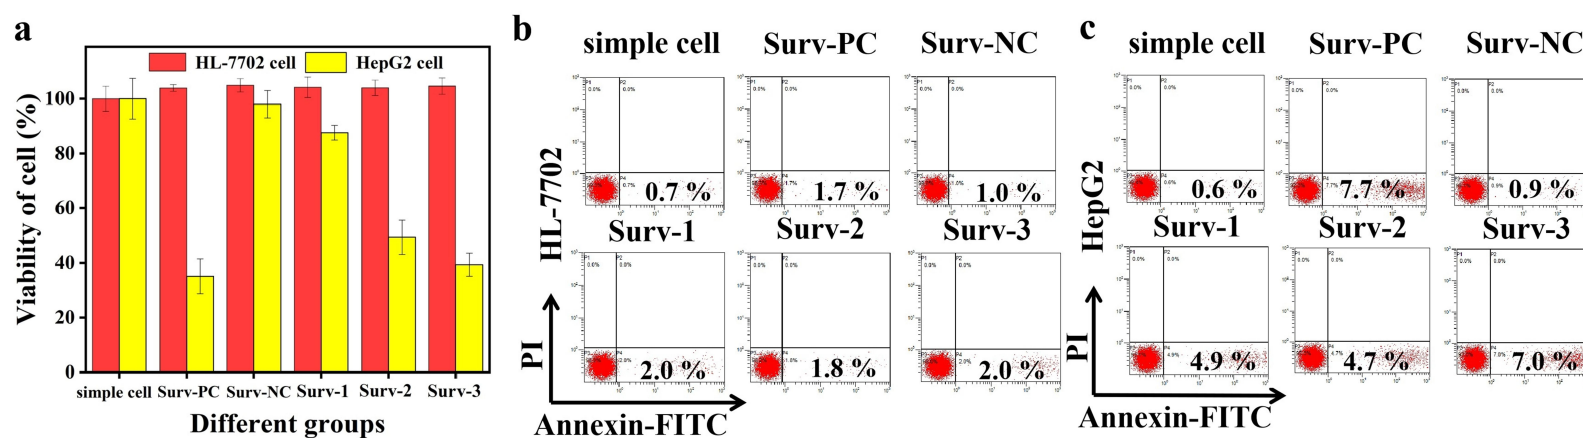 a
Viability of cell (%)
HL-7702 cell
HepG2 cell
100
80
60
40
20
0
simple cell Surv-PC Surv-NC Surv-1 Surv-2 Surv-3
Different groups
b
simple cell Surv-PC Surv-NC
HL-7702
0.7 % 1.7 % 1.0 %
Surv-1 Surv-2 Surv-3
2.0 % 1.8 % 2.0 %
PI
Annexin-FITC
c
simple cell Surv-PC Surv-NC
HepG2
0.6 % 7.7 % 0.9 %
Surv-1 Surv-2 Surv-3
4.9 % 4.7 % 7.0 %
PI
Annexin-FITC